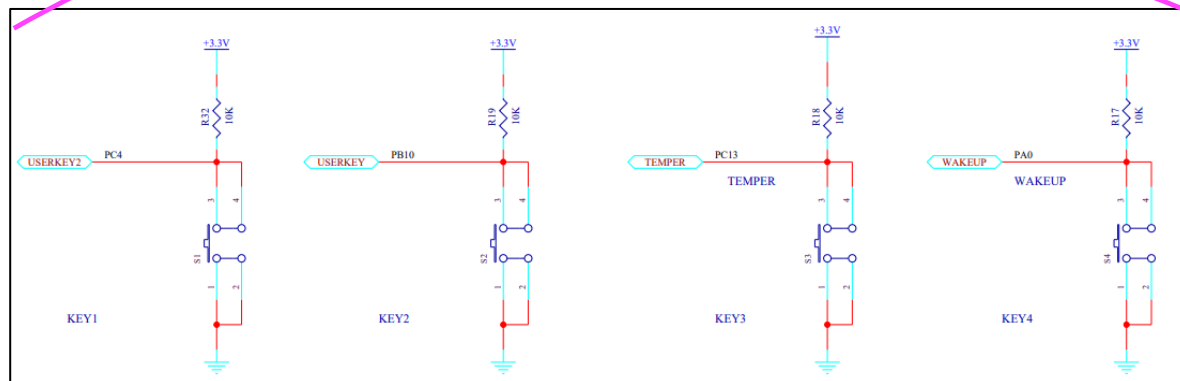 +3.3V
+3.3V
+3.3V
+3.3V
R32
10K
R19
10K
R18
10K
R17
10K
USERKEY2
PC4
USERKEY
PB10
TEMPER
PC13
WAKEUP
PA0
TEMPER
WAKEUP
3
4
3
4
3
4
3
4
S1
S2
S3
S4
1
2
1
2
1
2
1
2
KEY1
KEY2
KEY3
KEY4